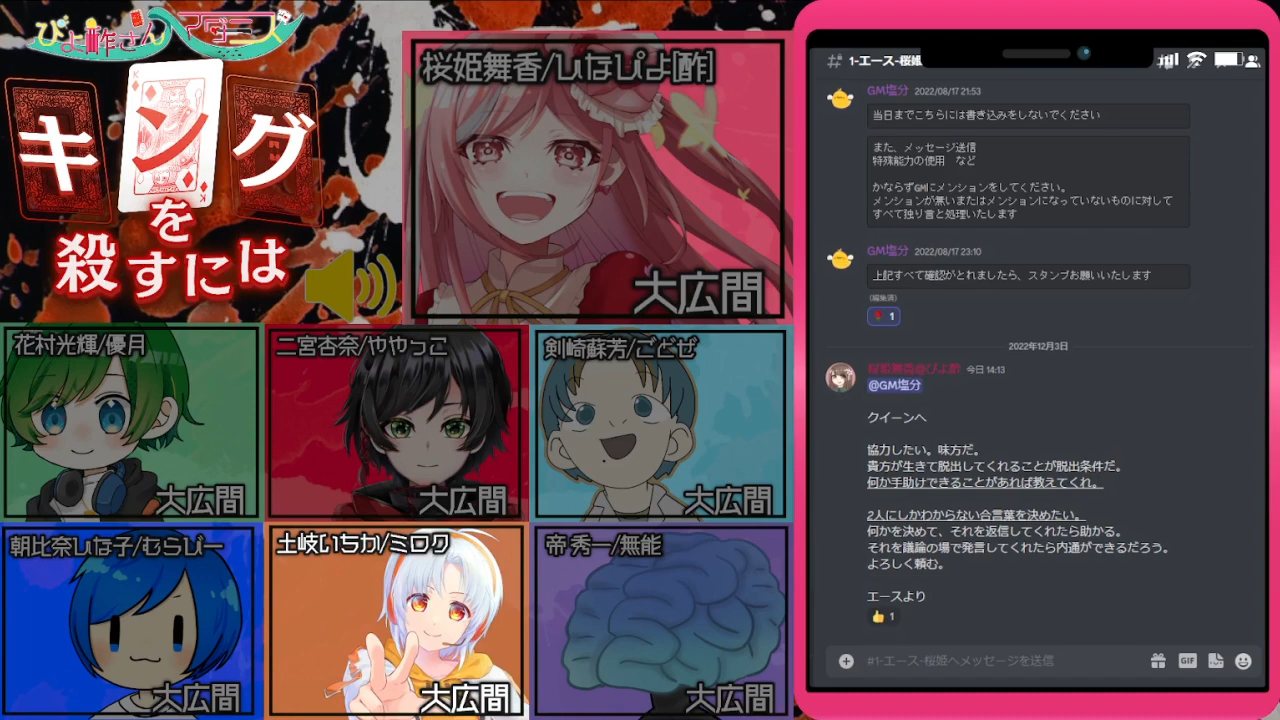 ぴよ酢さんマダミス
キングを
殺すには
桜姫舞香/ひなぴよ[酢]
大広間
花村光輝/優月
大広間
二宮杏奈/ややっこ
大広間
剣崎蘇芳/ごどぜ
大広間
朝比奈ひな子/むらびー
大広間
土岐いちか/ミロク
大広間
帝 秀一/無能
大広間
# 1-エース-桜姫
GM塩分 2022/08/17 21:53
当日までこちらには書き込みをしないでください
また、メッセージ送信
特殊能力の使用 など
かならずGMにメンションをしてください。
メンションが無いまたはメンションになっていないものに対して
すべて独り言と処理いたします
GM塩分 2022/08/17 23:10
上記すべて確認がとれましたら、スタンプお願いいたします
(編集済)
1
2022年12月3日
桜姫舞香@ぴよ酢 今日 14:13
@GM塩分
クイーンへ
協力したい。味方だ。
貴方が生きて脱出してくれることが脱出条件だ。
何か手助けできることがあれば教えてくれ。
2人にしかわからない合言葉を決めたい。
何かを決めて、それを返信してくれたら助かる。
それを議論の場で発言してくれたら内通ができるだろう。
よろしく頼む。
エースより
1
#1-エース-桜姫へメッセージを送信
GIF